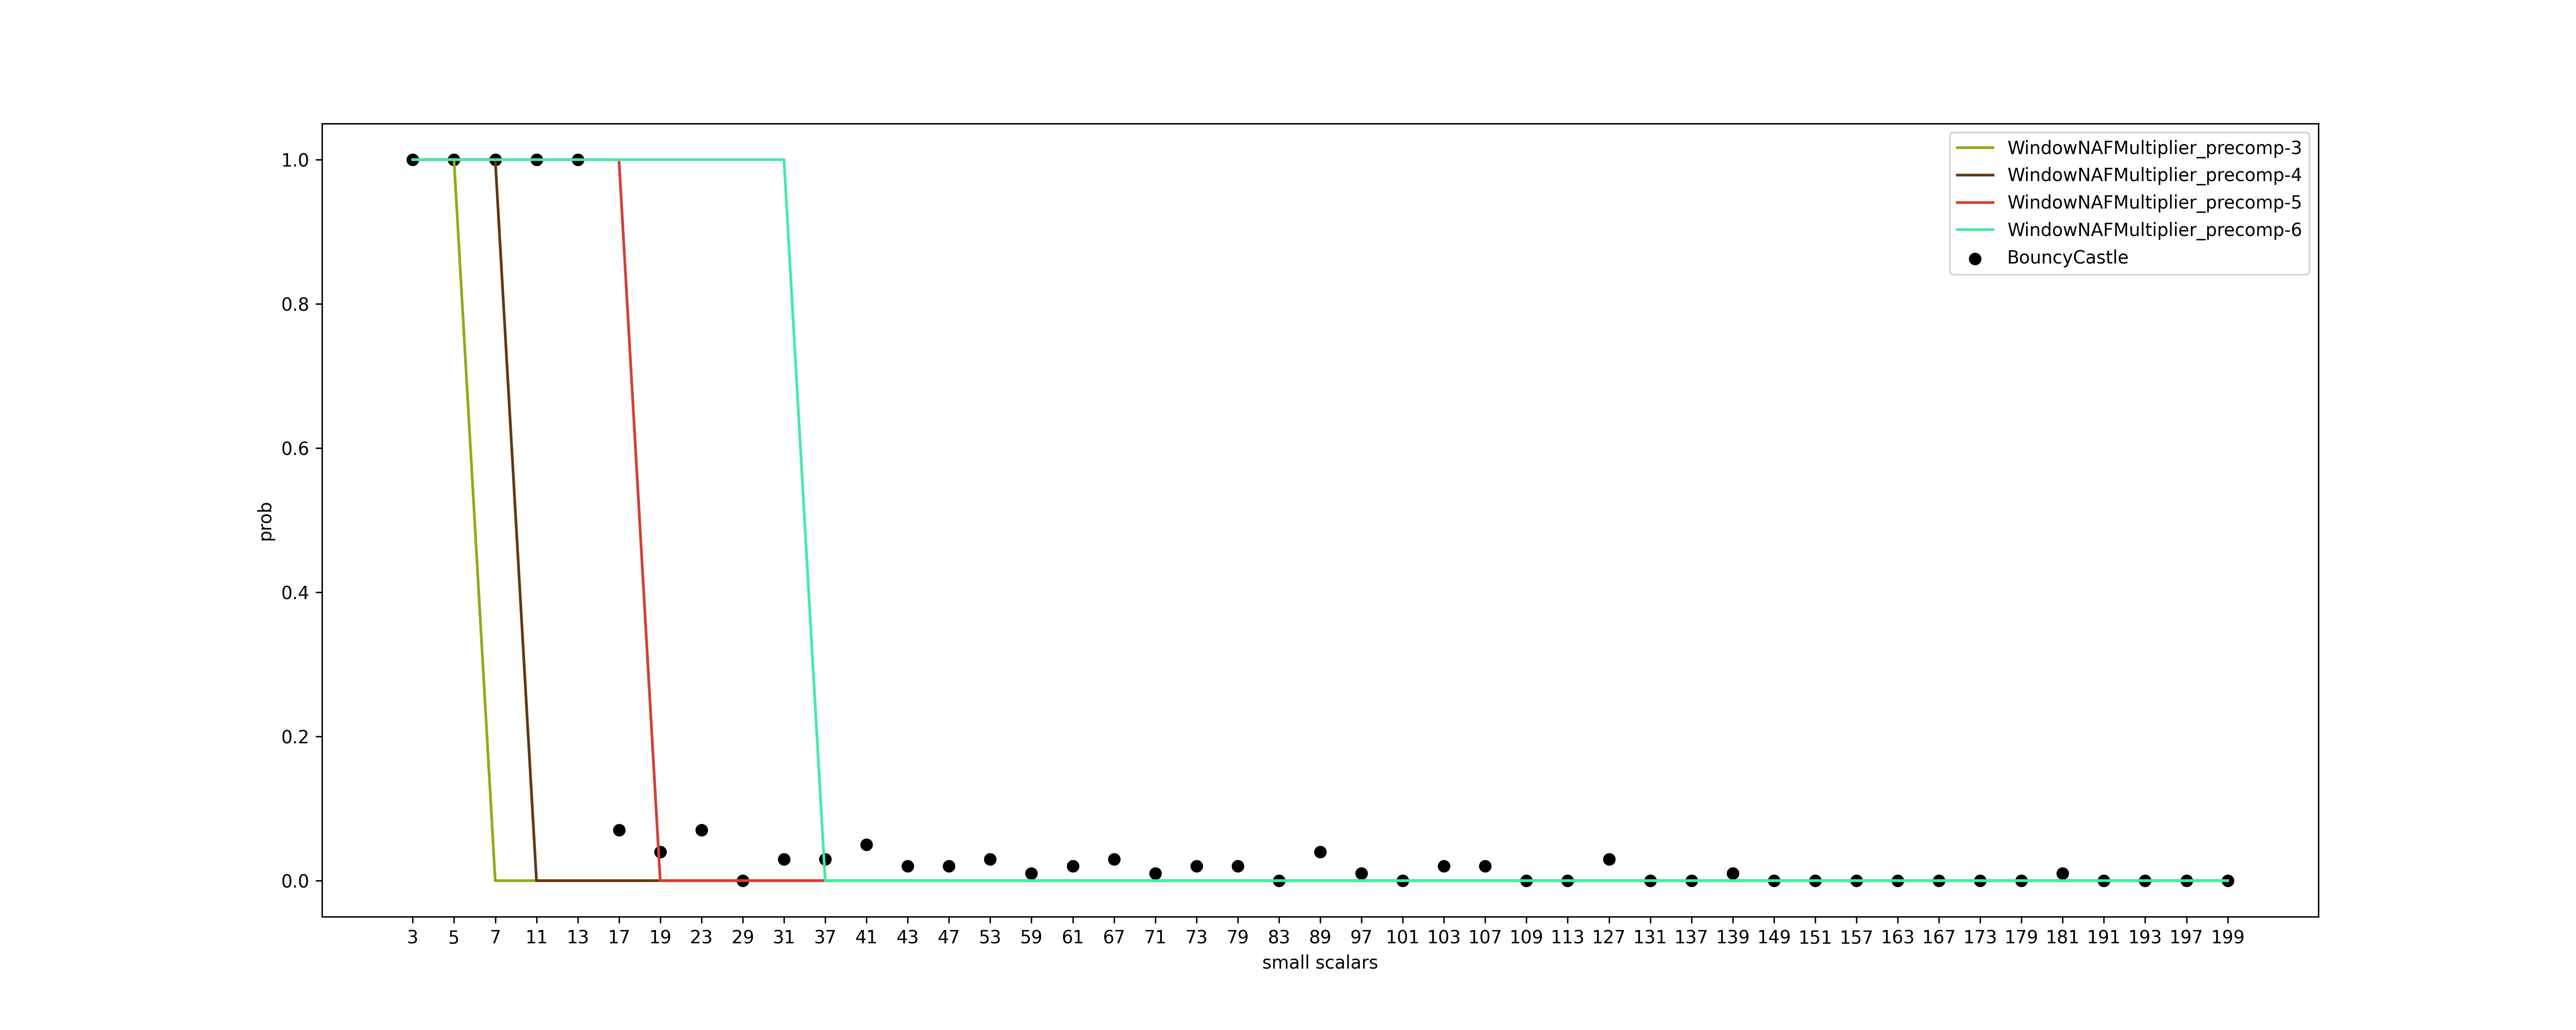 WindowNAFMultiplier_precomp-3
WindowNAFMultiplier_precomp-4
WindowNAFMultiplier_precomp-5
WindowNAFMultiplier_precomp-6
BouncyCastle
1.0
0.8
0.6
0.4
0.2
0.0
prob
3 5 7 11 13 17 19 23 29 31 37 41 43 47 53 59 61 67 71 73 79 83 89 97 101 103 107 109 113 127 131 137 139 149 151 157 163 167 173 179 181 191 193 197 199
small scalars